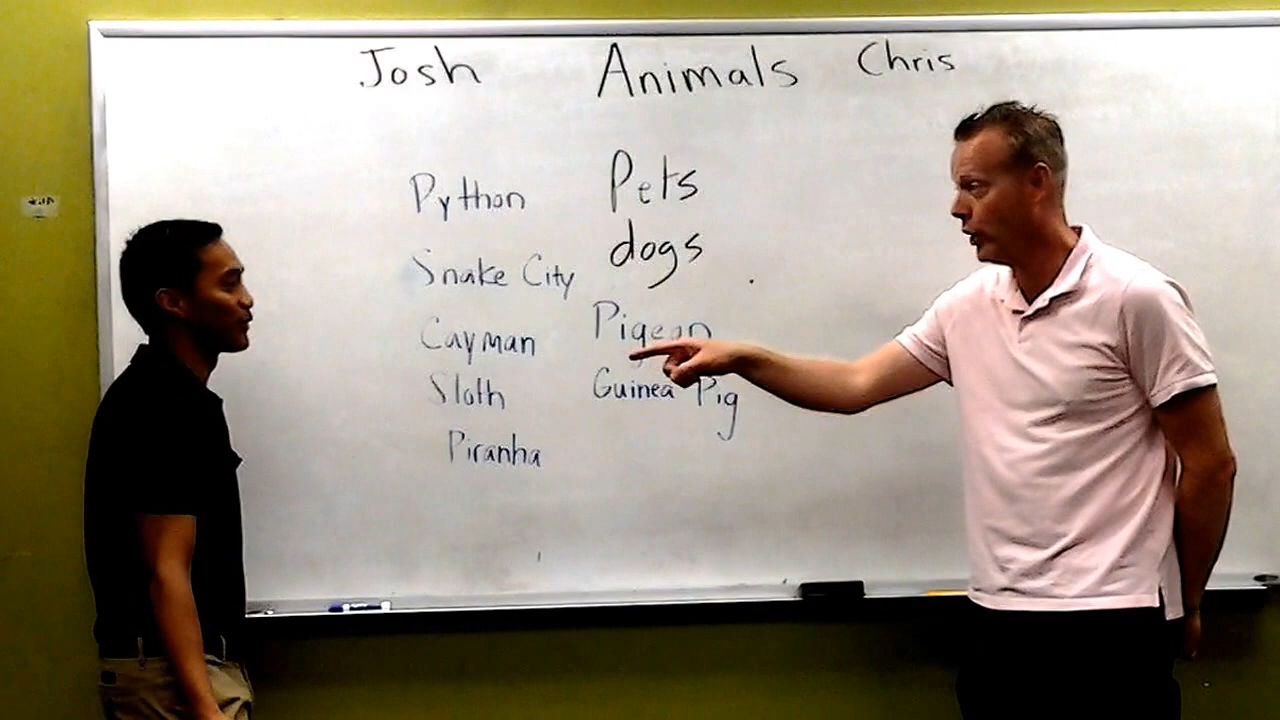 Josh Animals Chris
Python Pets
dogs
Snake City
Cayman Pigeon
Sloth Guinea Pig
Piranha